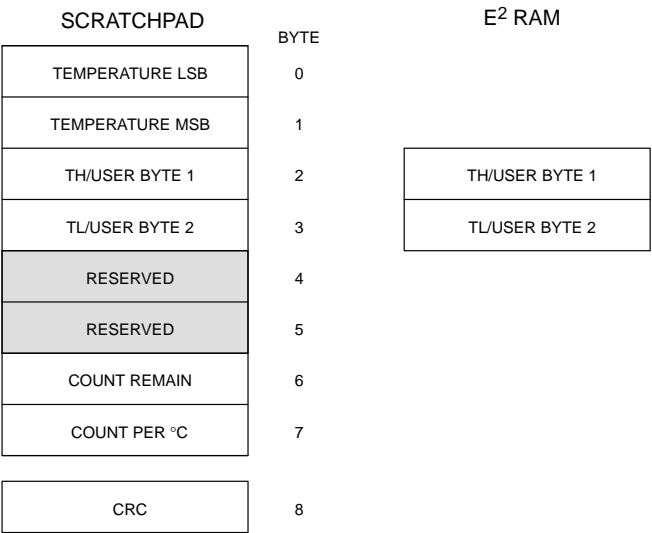 SCRATCHPAD
BYTE
E² RAM
TEMPERATURE LSB 0
TEMPERATURE MSB 1
TH/USER BYTE 1 2 TH/USER BYTE 1
TL/USER BYTE 2 3 TL/USER BYTE 2
RESERVED 4
RESERVED 5
COUNT REMAIN 6
COUNT PER °C 7
CRC 8